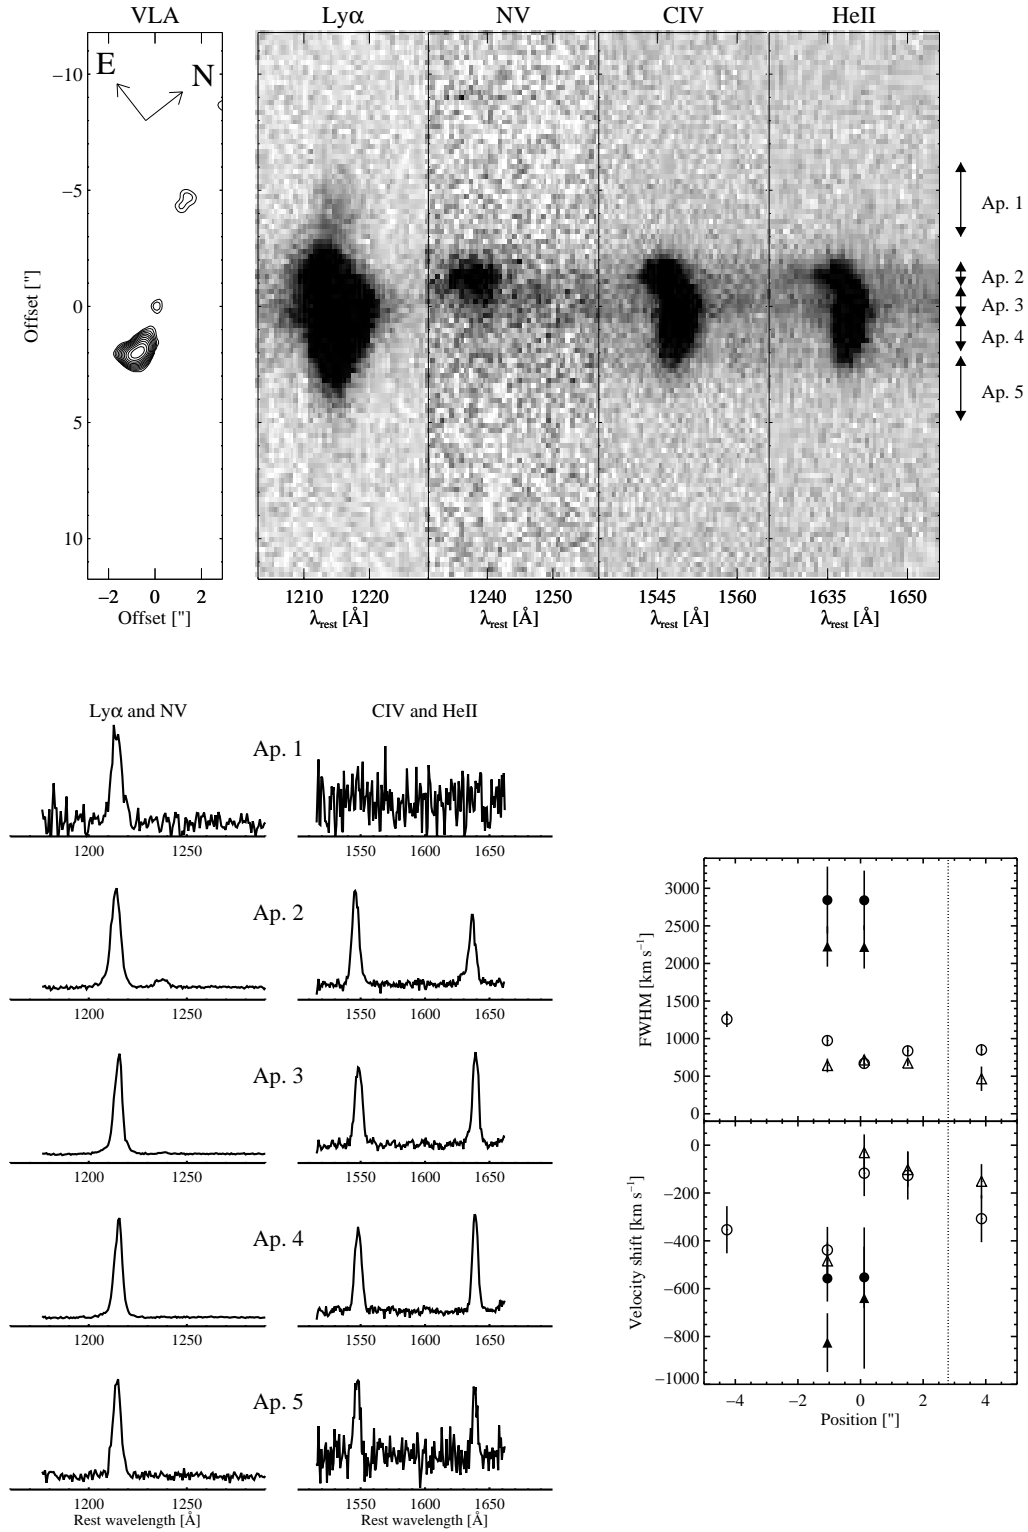 VLA Lyα NV CIV HeII
E N
−10
−5
0
5
10
Offset ["]
−2 0 2
Offset ["]
1210 1220
λrest [Å]
1240 1250
λrest [Å]
1545 1560
λrest [Å]
1635 1650
λrest [Å]
Ap. 1
Ap. 2
Ap. 3
Ap. 4
Ap. 5
Lyα and NV CIV and HeII
Ap. 1
1200 1250 1550 1600 1650
Ap. 2
1200 1250 1550 1600 1650
Ap. 3
1200 1250 1550 1600 1650
Ap. 4
1200 1250 1550 1600 1650
Ap. 5
1200 1250 1550 1600 1650
Rest wavelength [Å] Rest wavelength [Å]
3000
2500
2000
1500
1000
500
0
FWHM [km s⁻¹]
0
−200
−400
−600
−800
−1000
Velocity shift [km s⁻¹]
−4 −2 0 2 4
Position ["]